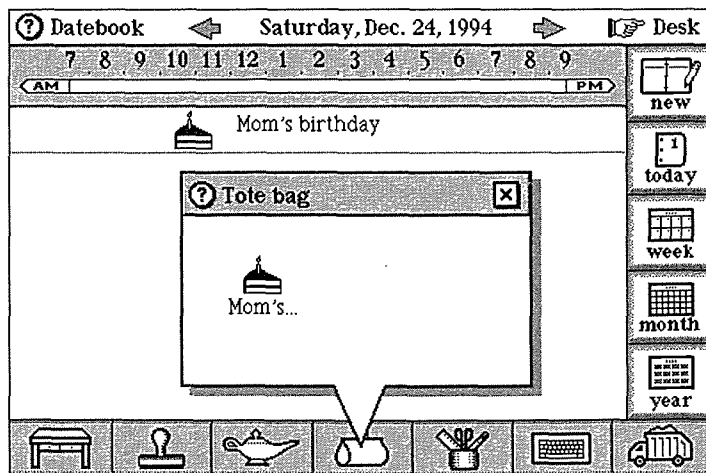 ? Datebook Saturday, Dec. 24, 1994 Desk
7 8 9 10 11 12 1 2 3 4 5 6 7 8 9
AM PM
new
Mom's birthday
1
today
? Tote bag X
week
Mom's...
month
year